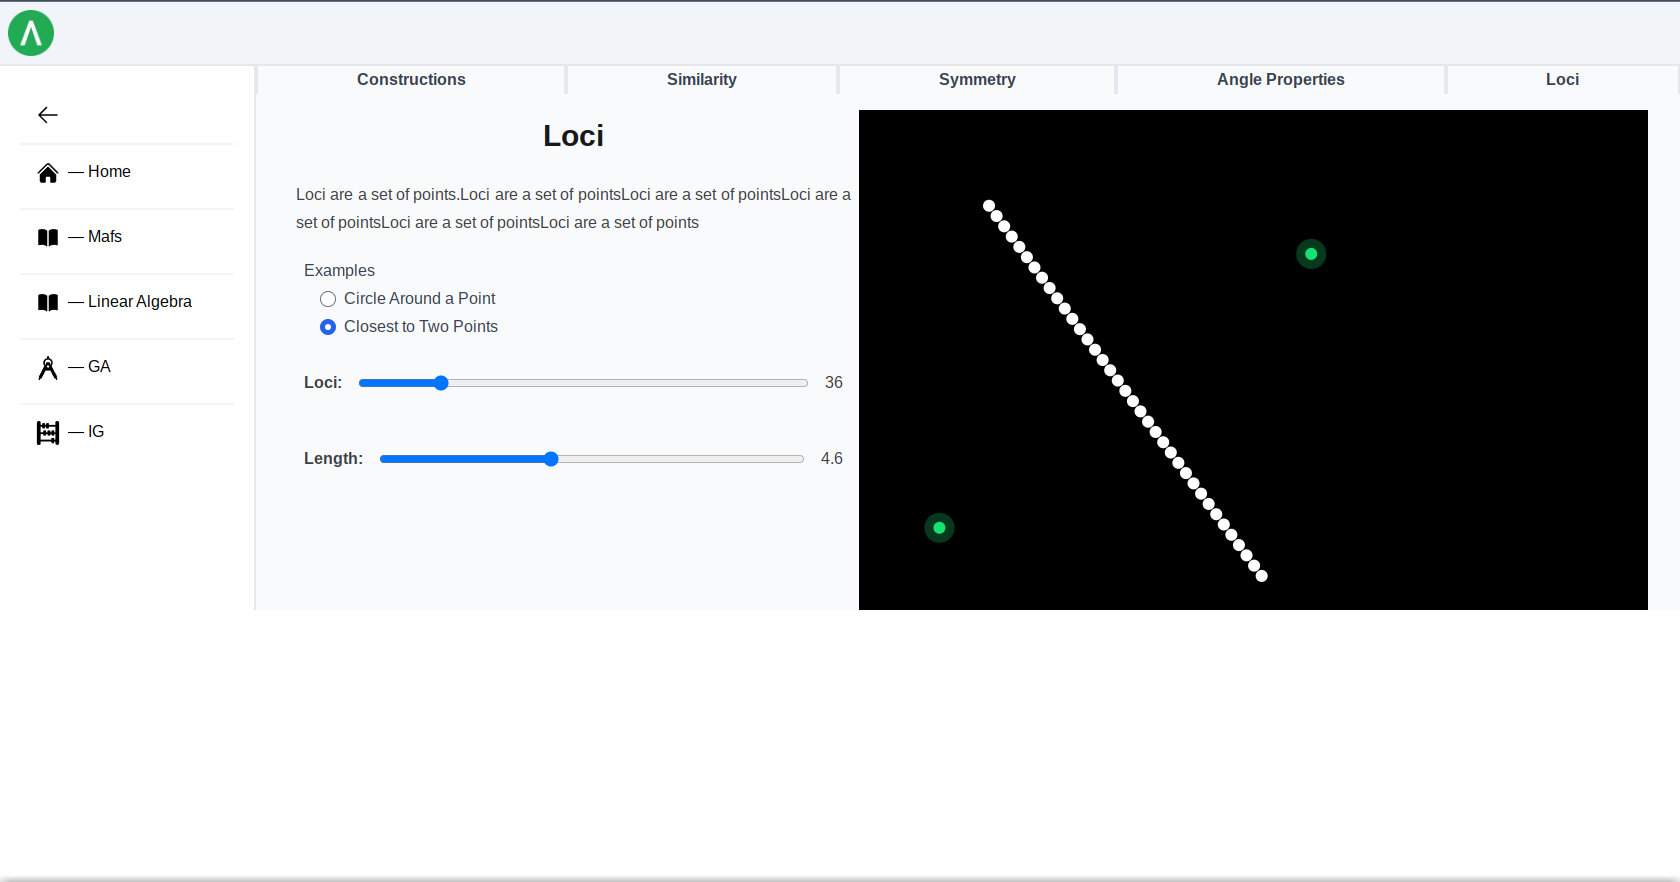 Constructions
Similarity
Symmetry
Angle Properties
Loci
— Home
— Mafs
— Linear Algebra
— GA
— IG
Loci
Loci are a set of points.Loci are a set of pointsLoci are a set of pointsLoci are a
set of pointsLoci are a set of pointsLoci are a set of points
Examples
Circle Around a Point
Closest to Two Points
Loci: 36
Length: 4.6